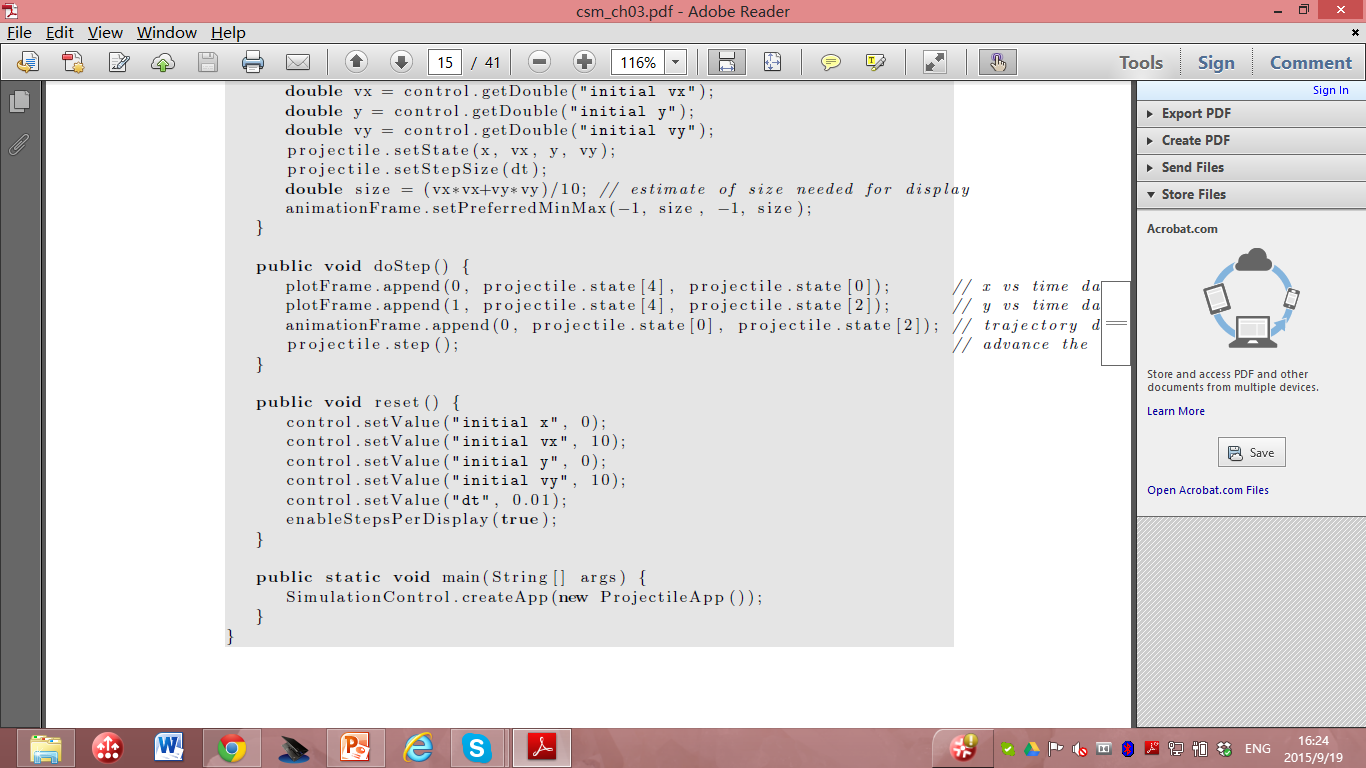 csm_ch03.pdf - Adobe Reader
File Edit View Window Help
15 / 41 116% Tools Sign Comment
double vx = control.getDouble("initial vx");
double y = control.getDouble("initial y");
double vy = control.getDouble("initial vy");
projectile.setState(x, vx, y, vy);
projectile.setStepSize(dt);
double size = (vx*vx+vy*vy)/10; // estimate of size needed for display
animationFrame.setPreferredMinMax(-1, size, -1, size);
}
public void doStep() {
plotFrame.append(0, projectile.state[4], projectile.state[0]); // x vs time da
plotFrame.append(1, projectile.state[4], projectile.state[2]); // y vs time da
animationFrame.append(0, projectile.state[0], projectile.state[2]); // trajectory d
projectile.step(); // advance the
}
public void reset() {
control.setValue("initial x", 0);
control.setValue("initial vx", 10);
control.setValue("initial y", 0);
control.setValue("initial vy", 10);
control.setValue("dt", 0.01);
enableStepsPerDisplay(true);
}
public static void main(String[] args) {
SimulationControl.createApp(new ProjectileApp());
}
}
Sign In
Export PDF
Create PDF
Send Files
Store Files
Acrobat.com
Store and access PDF and other
documents from multiple devices.
Learn More
Save
Open Acrobat.com Files
ENG
16:24
2015/9/19